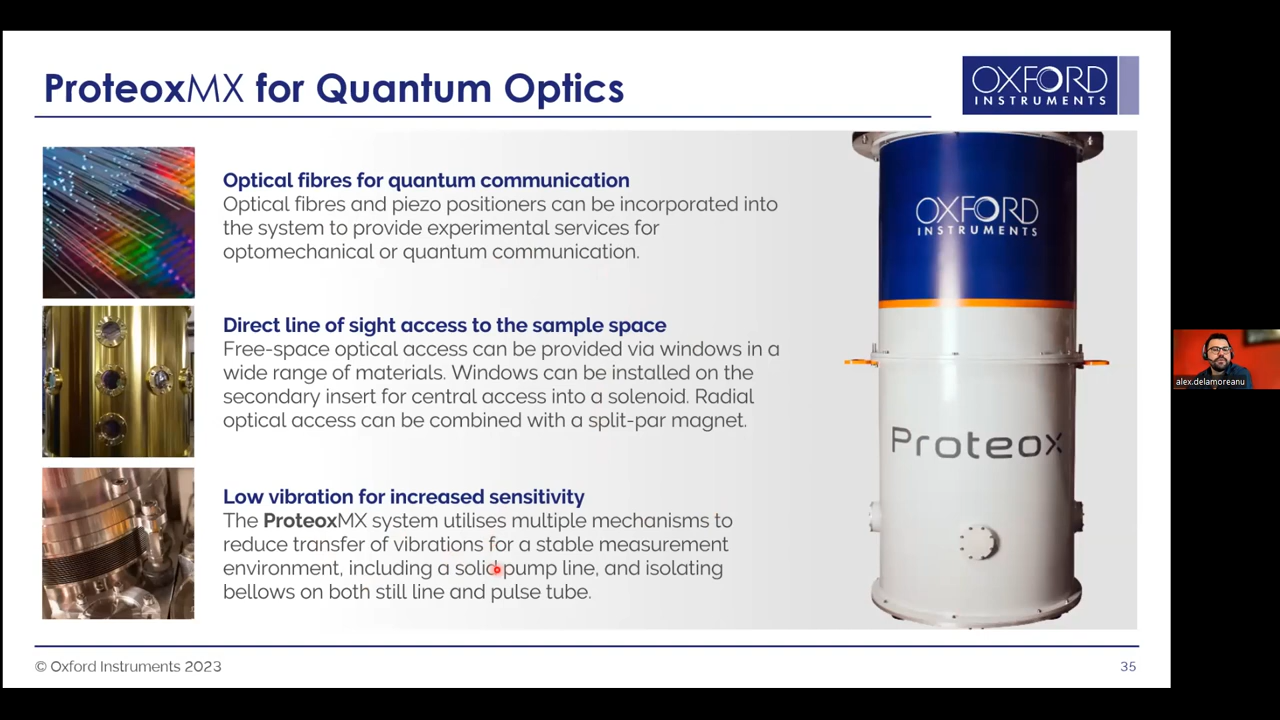 ProteoxMX for Quantum Optics
OXFORD
INSTRUMENTS
Optical fibres for quantum communication
Optical fibres and piezo positioners can be incorporated into
the system to provide experimental services for
optomechanical or quantum communication.
Direct line of sight access to the sample space
Free-space optical access can be provided via windows in a
wide range of materials. Windows can be installed on the
secondary insert for central access into a solenoid. Radial
optical access can be combined with a split-par magnet.
Low vibration for increased sensitivity
The ProteoxMX system utilises multiple mechanisms to
reduce transfer of vibrations for a stable measurement
environment, including a solid pump line, and isolating
bellows on both still line and pulse tube.
OXFORD
INSTRUMENTS
Proteox
alex.delamoreanu
© Oxford Instruments 2023
35